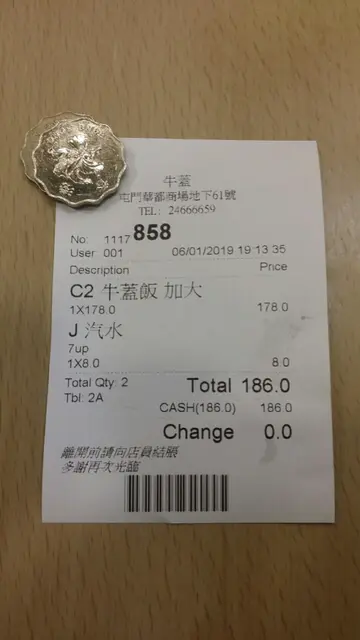 牛蓋
屯門華都商場地下61號
TEL: 24666659
No: 1117 858
User: 001 06/01/2019 19:13:35
Description Price
C2 牛蓋飯 加大
1X178.0 178.0
J 汽水
7up
1X8.0 8.0
Total Qty: 2 Total 186.0
Tbl: 2A
CASH(186.0) 186.0
Change 0.0
離開前請向店員結賬
多謝再次光臨